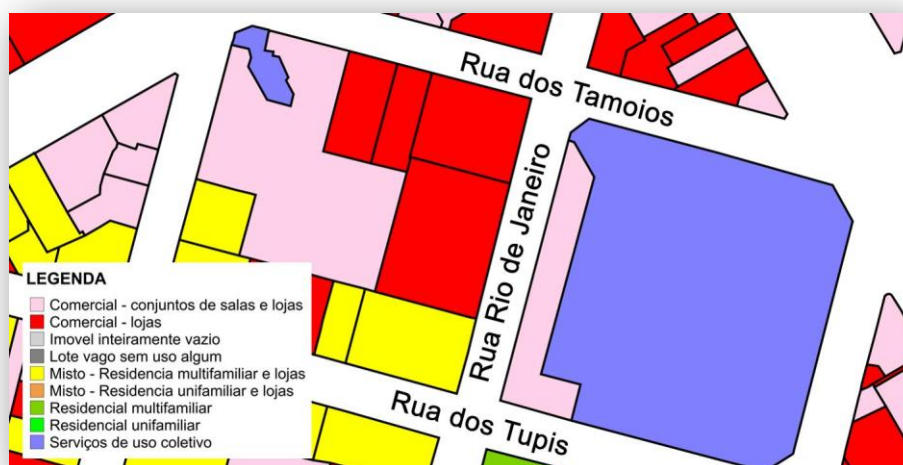 Rua dos Tamoios
Rua Rio de Janeiro
Rua dos Tupis
LEGENDA
Comercial - conjuntos de salas e lojas
Comercial - lojas
Imovel inteiramente vazio
Lote vago sem uso algum
Misto - Residencia multifamiliar e lojas
Misto - Residencia unifamiliar e lojas
Residencial multifamiliar
Residencial unifamiliar
Serviços de uso coletivo